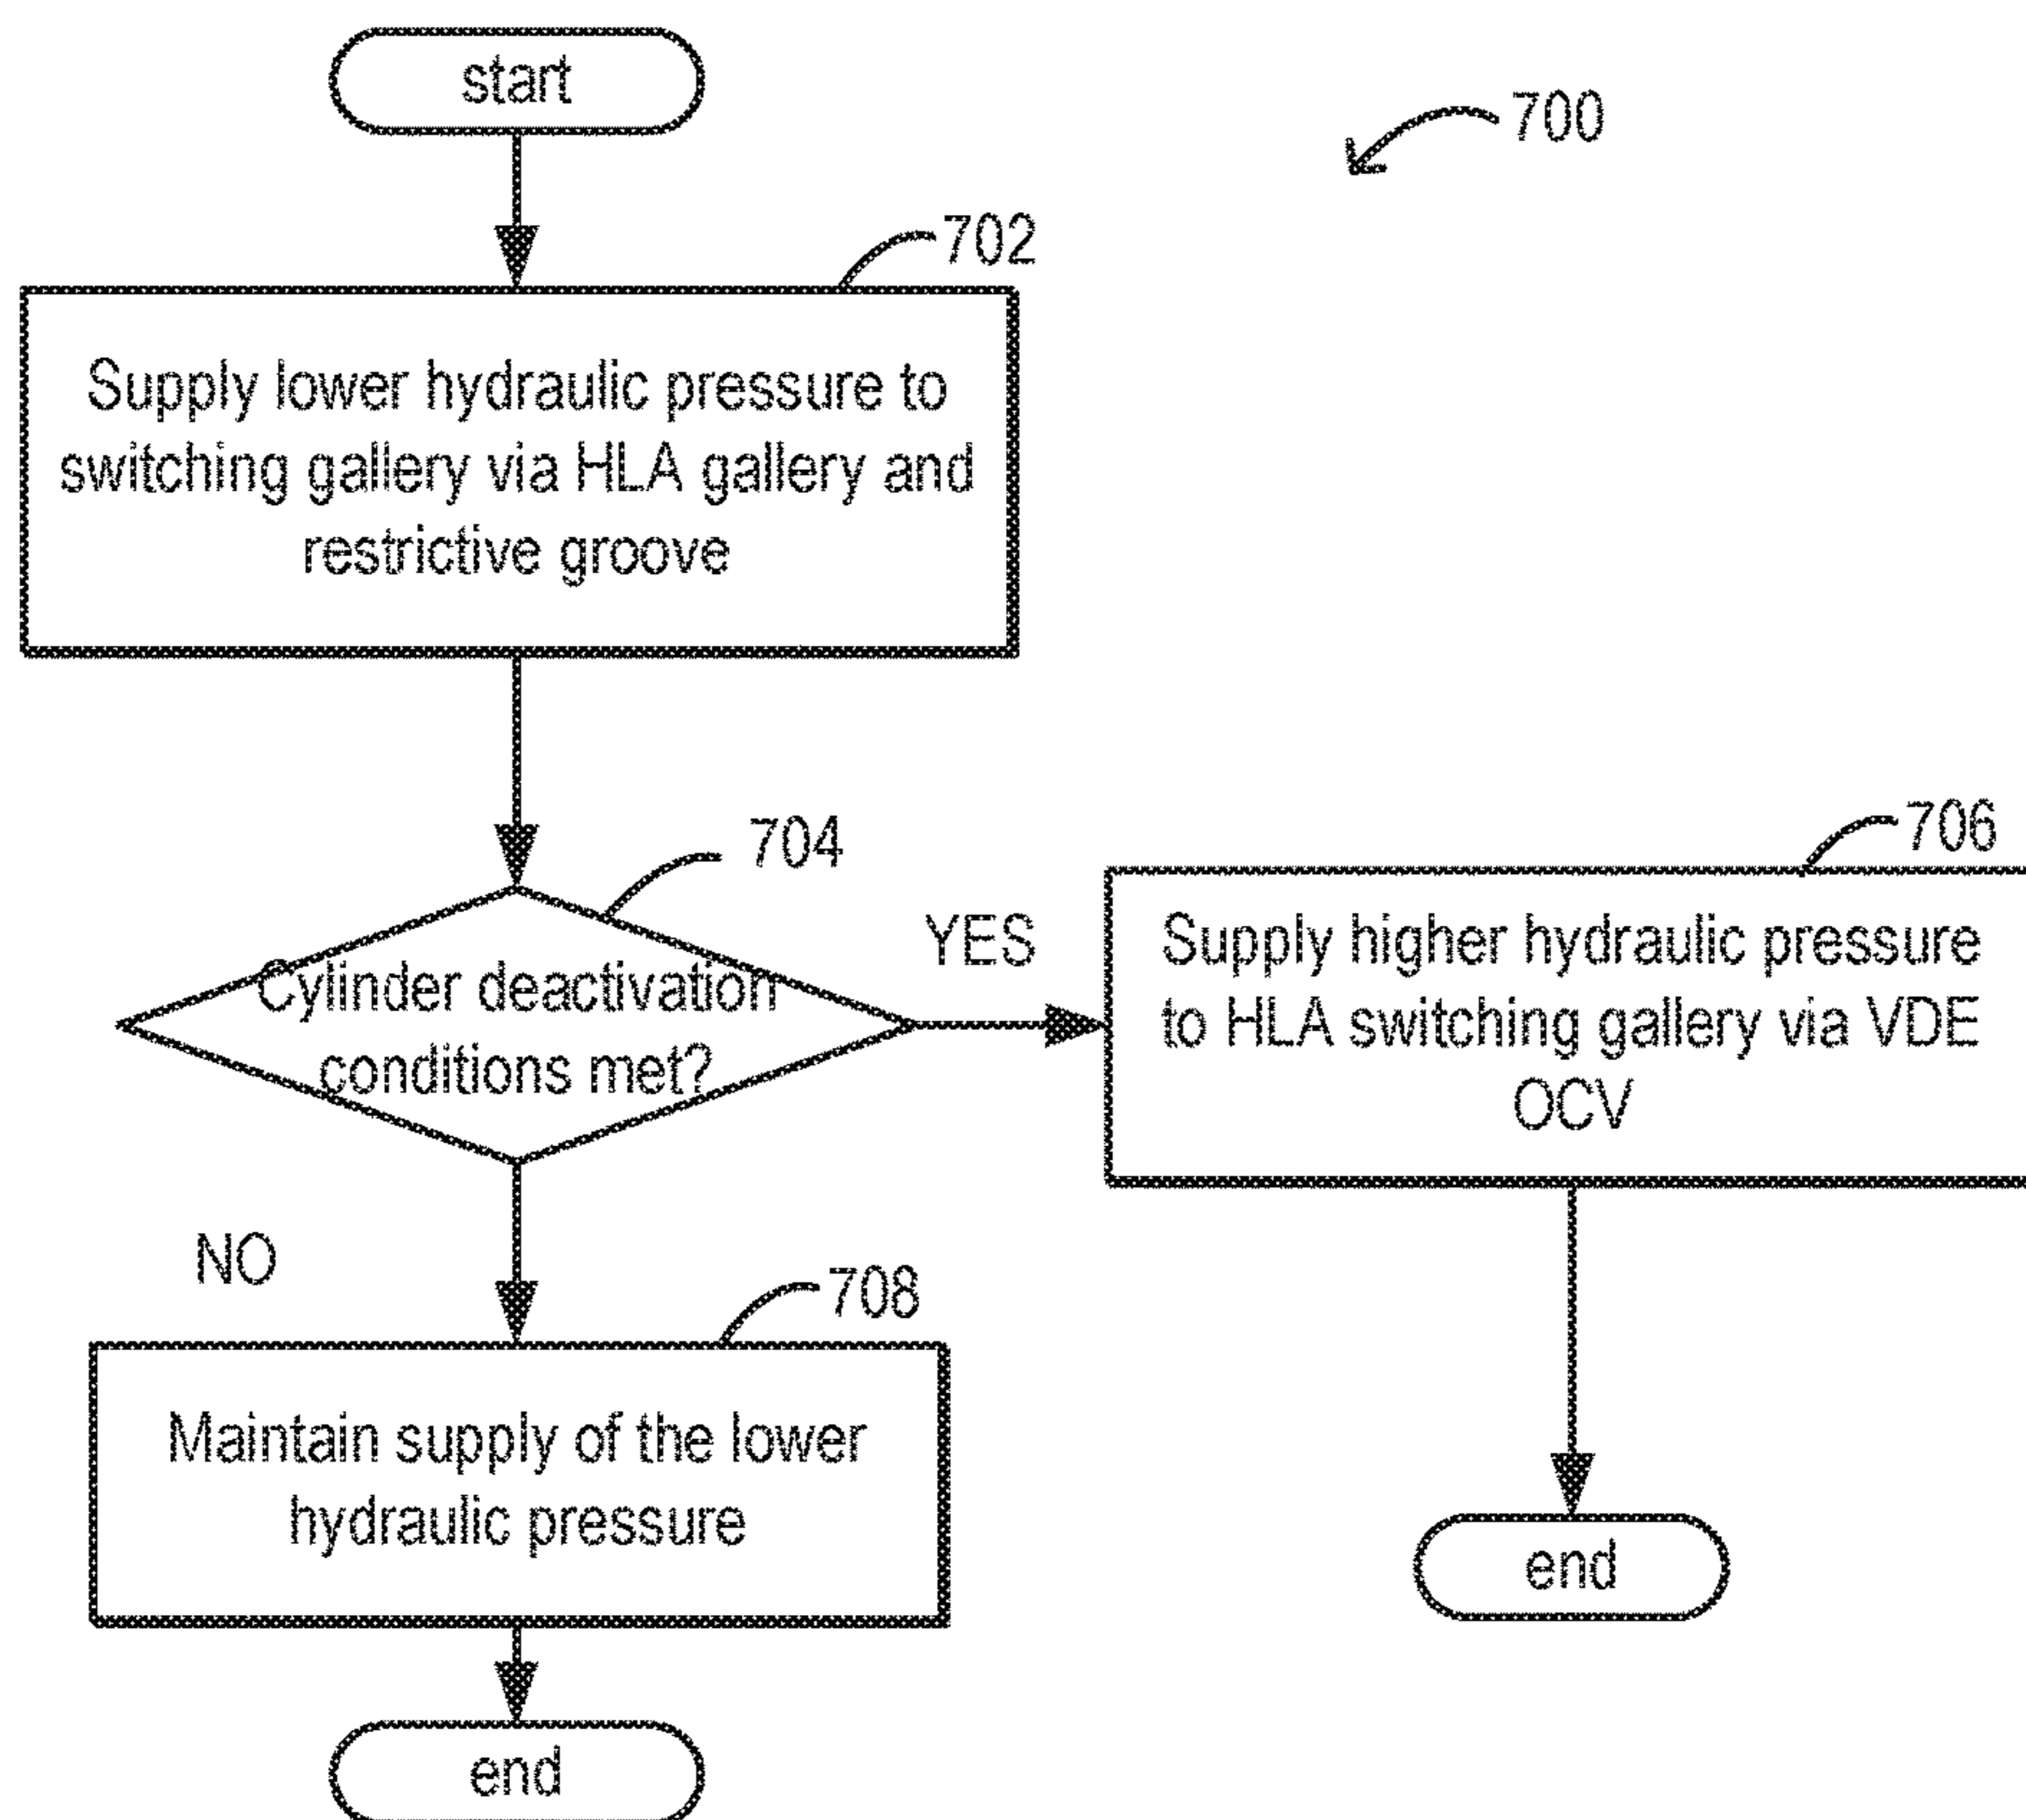 start
700
702
Supply lower hydraulic pressure to
switching gallery via HLA gallery and
restrictive groove
704
Cylinder deactivation
conditions met?
YES
706
Supply higher hydraulic pressure
to HLA switching gallery via VDE
OCV
NO
708
Maintain supply of the lower
hydraulic pressure
end
end